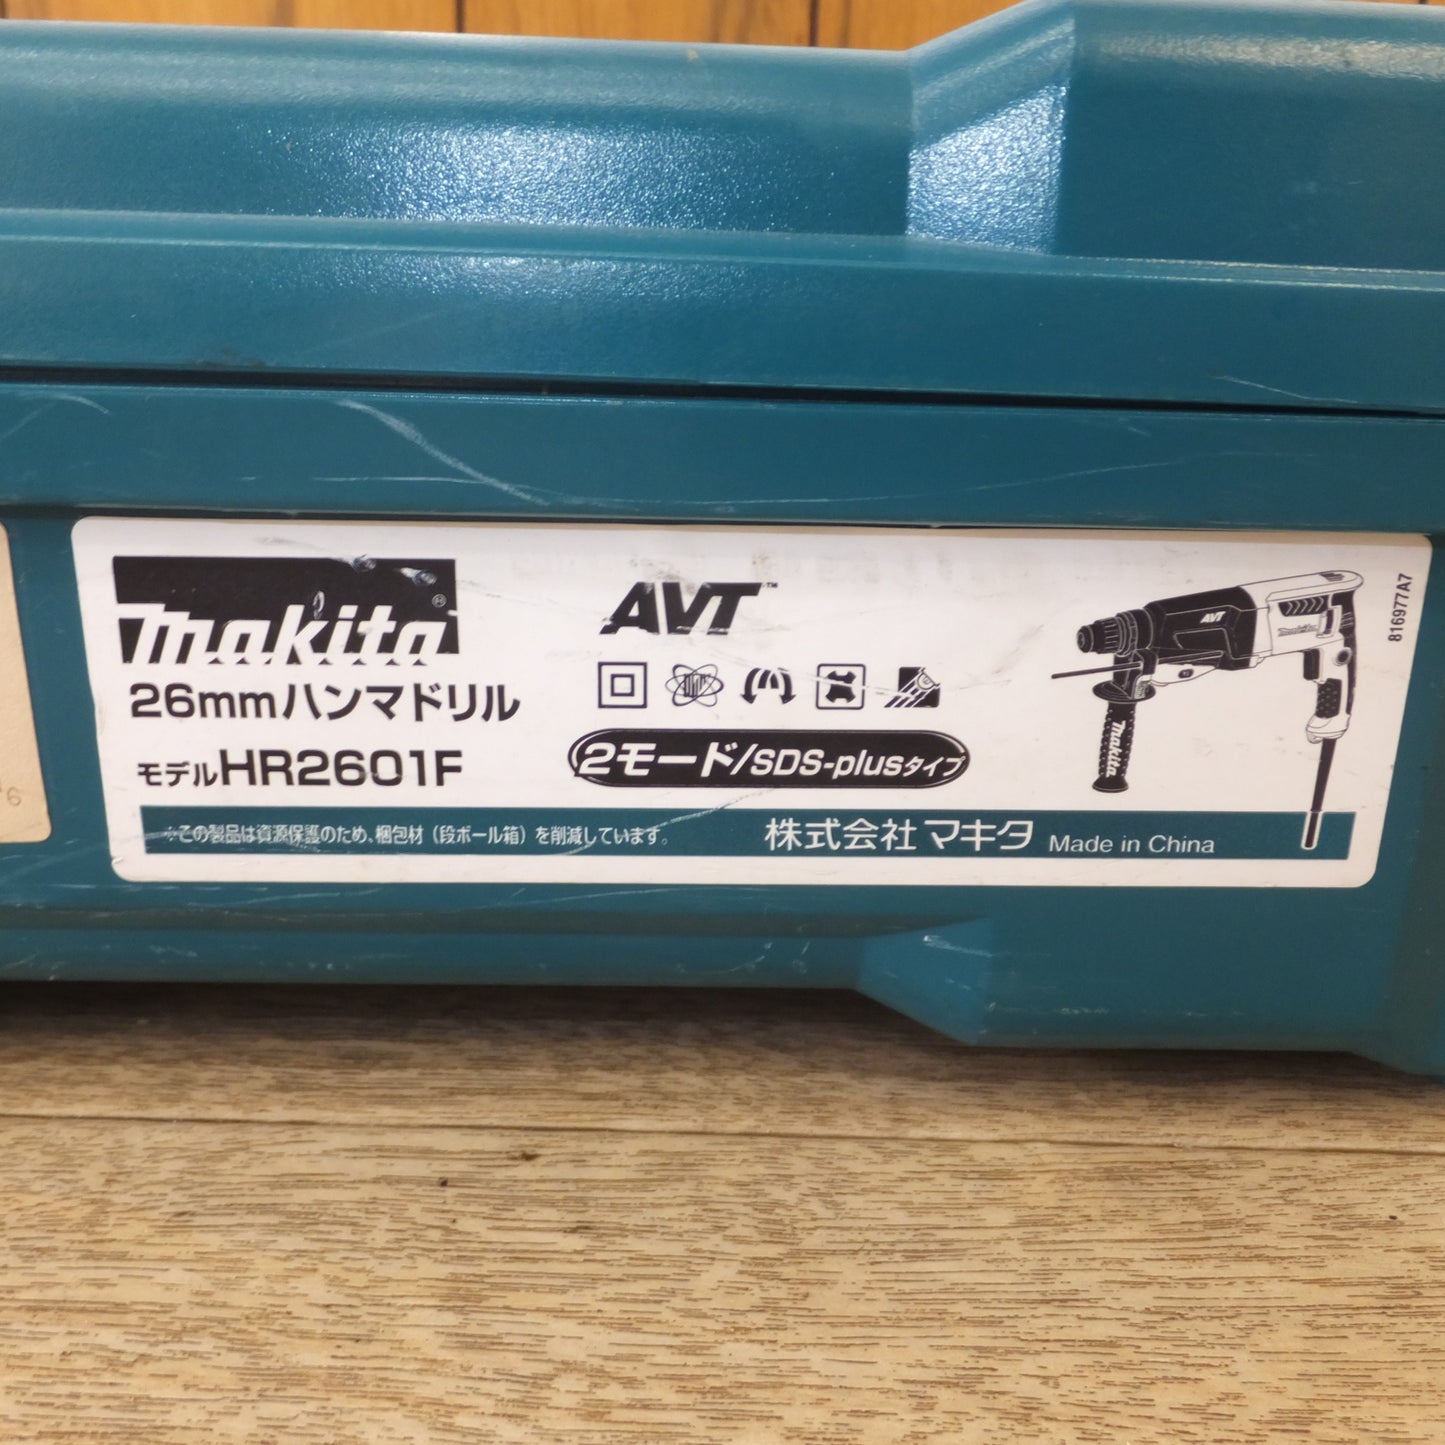 makita®
26mmハンマドリル
モデルHR2601F
AVT™
2モード/SDS-plusタイプ
AVT
makita
makita
816977A7
※この製品は資源保護のため、梱包材（段ボール箱）を削減しています。
株式会社マキタ Made in China
6